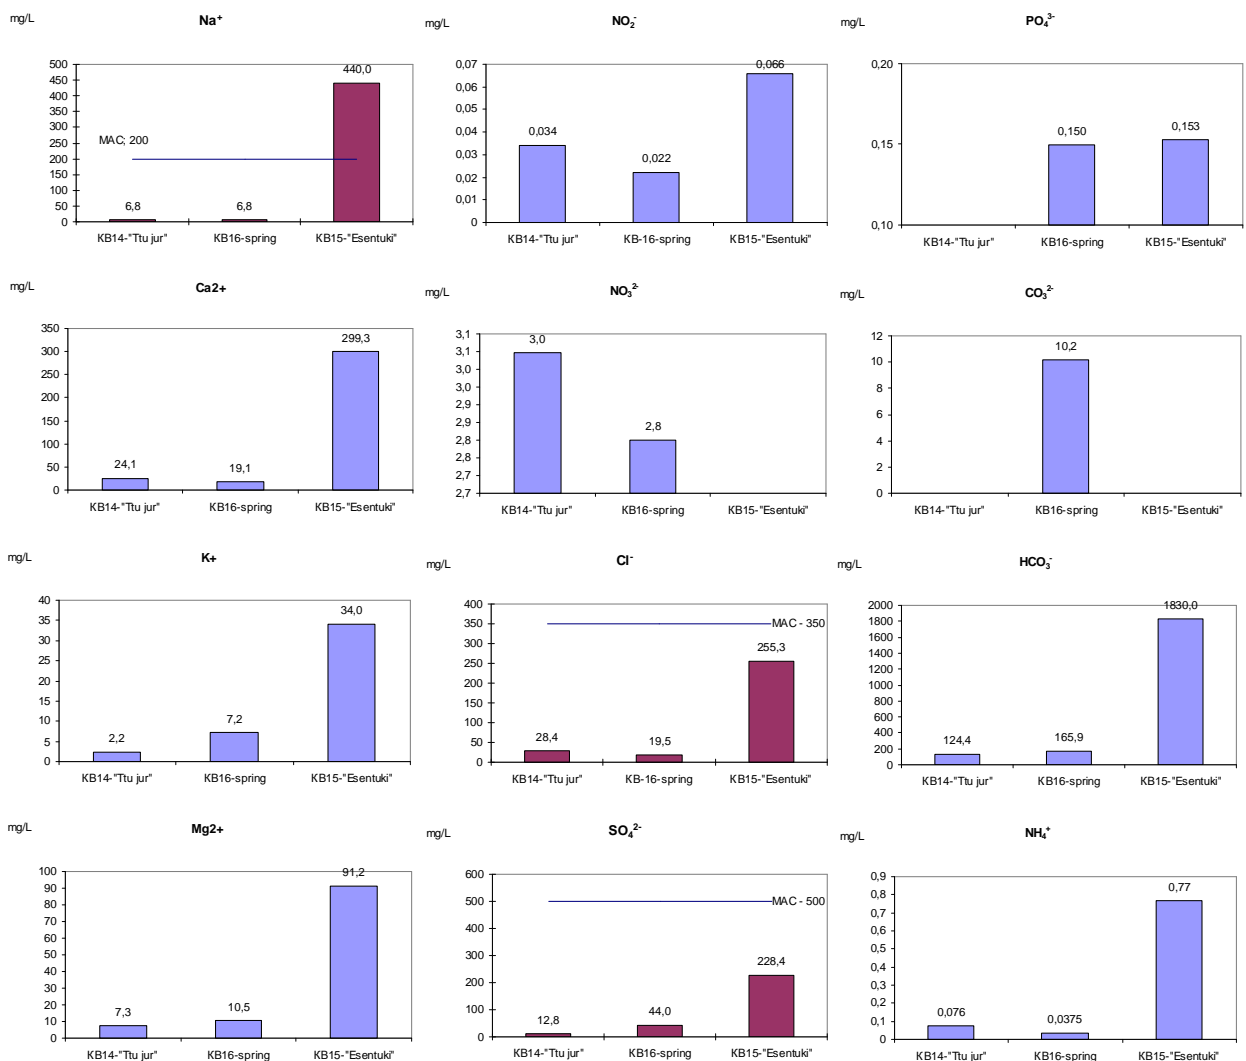 mg/L
Na⁺
500
450
400
350
300
250
200
150
100
50
0
MAC; 200
6,8
6,8
440,0
KB14-"Ttu jur"
KB16-spring
KB15-"Esentuki"
mg/L
NO₂⁻
0,07
0,06
0,05
0,04
0,03
0,02
0,01
0,01
0
0,034
0,022
0,066
KB14-"Ttu jur"
KB-16-spring
KB15-"Esentuki"
mg/L
PO₄³⁻
0,20
0,15
0,10
0,150
0,153
KB14-"Ttu jur"
KB16-spring
KB15-"Esentuki"
mg/L
Ca2+
350
300
250
200
150
100
50
0
24,1
19,1
299,3
KB14-"Ttu jur"
KB16-spring
KB15-"Esentuki"
NO₃²⁻
3,1
3,1
3,0
3,0
2,9
2,9
2,8
2,8
2,7
2,7
3,0
2,8
KB14-"Ttu jur"
KB16-spring
KB15-"Esentuki"
mg/L
CO₃²⁻
12
10
8
6
4
2
0
10,2
KB14-"Ttu jur"
KB16-spring
KB15-"Esentuki"
mg/L
K+
40
35
30
25
20
15
10
5
0
2,2
7,2
34,0
KB14-"Ttu jur"
KB16-spring
KB15-"Esentuki"
mg/L
Cl⁻
400
350
300
250
200
150
100
50
0
MAC - 350
28,4
19,5
255,3
KB14-"Ttu jur"
KB-16-spring
KB15-"Esentuki"
mg/L
HCO₃⁻
2000
1800
1600
1400
1200
1000
800
600
400
200
0
124,4
165,9
1830,0
KB14-"Ttu jur"
KB16-spring
KB15-"Esentuki"
mg/L
Mg2+
100
90
80
70
60
50
40
30
20
10
0
7,3
10,5
91,2
KB14-"Ttu jur"
KB16-spring
KB15-"Esentuki"
mg/L
SO₄²⁻
600
500
400
300
200
100
0
MAC - 500
12,8
44,0
228,4
KB14-"Ttu jur"
KB16-spring
KB15-"Esentuki"
mg/L
NH₄⁺
0,9
0,8
0,7
0,6
0,5
0,4
0,3
0,2
0,1
0
0,076
0,0375
0,77
KB14-"Ttu jur"
KB16-spring
KB15-"Esentuki"